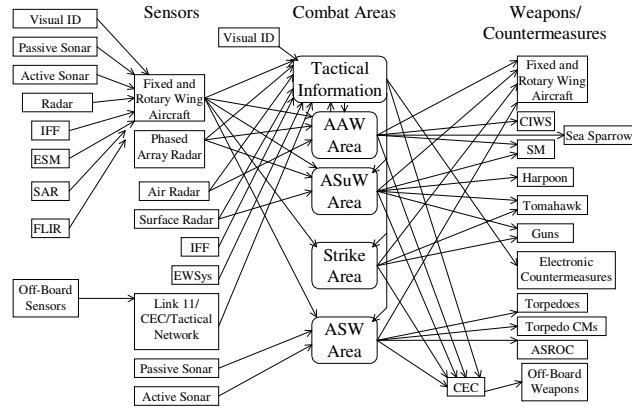 Sensors
Combat Areas
Weapons/
Countermeasures
Visual ID
Passive Sonar
Active Sonar
Radar
IFF
ESM
SAR
FLIR
Off-Board
Sensors
Fixed and
Rotary Wing
Aircraft
Phased
Array Radar
Air Radar
Surface Radar
IFF
EWSys
Link 11/
CEC/Tactical
Network
Passive Sonar
Active Sonar
Visual ID
Tactical
Information
AAW
Area
ASuW
Area
Strike
Area
ASW
Area
Fixed and
Rotary Wing
Aircraft
CIWS
Sea Sparrow
SM
Harpoon
Tomahawk
Guns
Electronic
Countermeasures
Torpedoes
Torpedo CMs
ASROC
CEC
Off-Board
Weapons